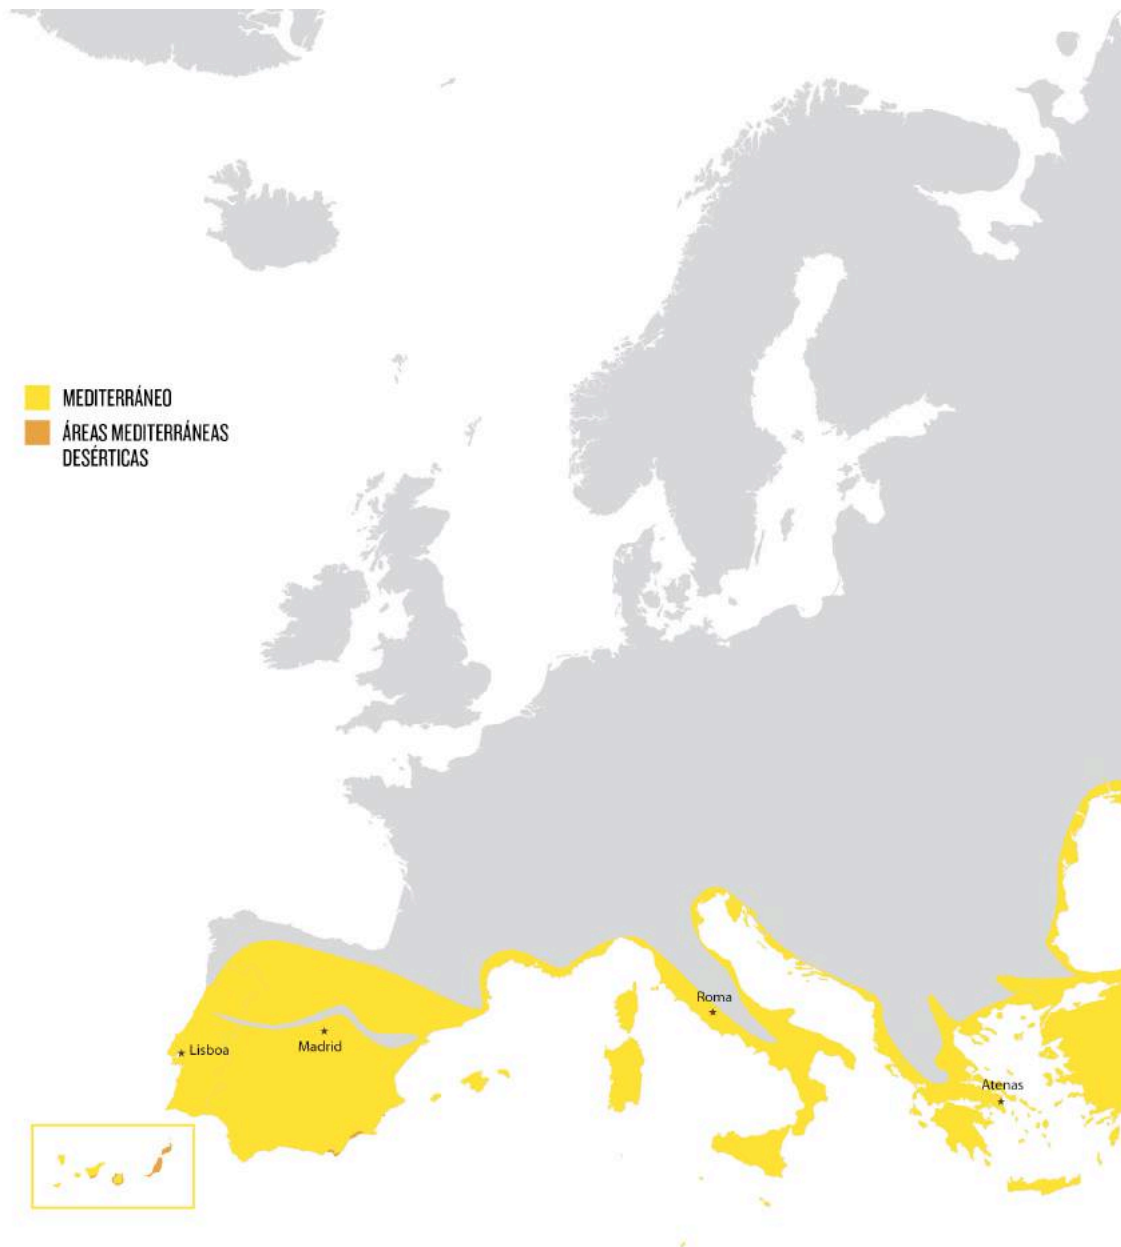 MEDITERRÁNEO
ÁREAS MEDITERRÁNEAS
DESÉRTICAS
Roma
Lisboa
Madrid
Atenas